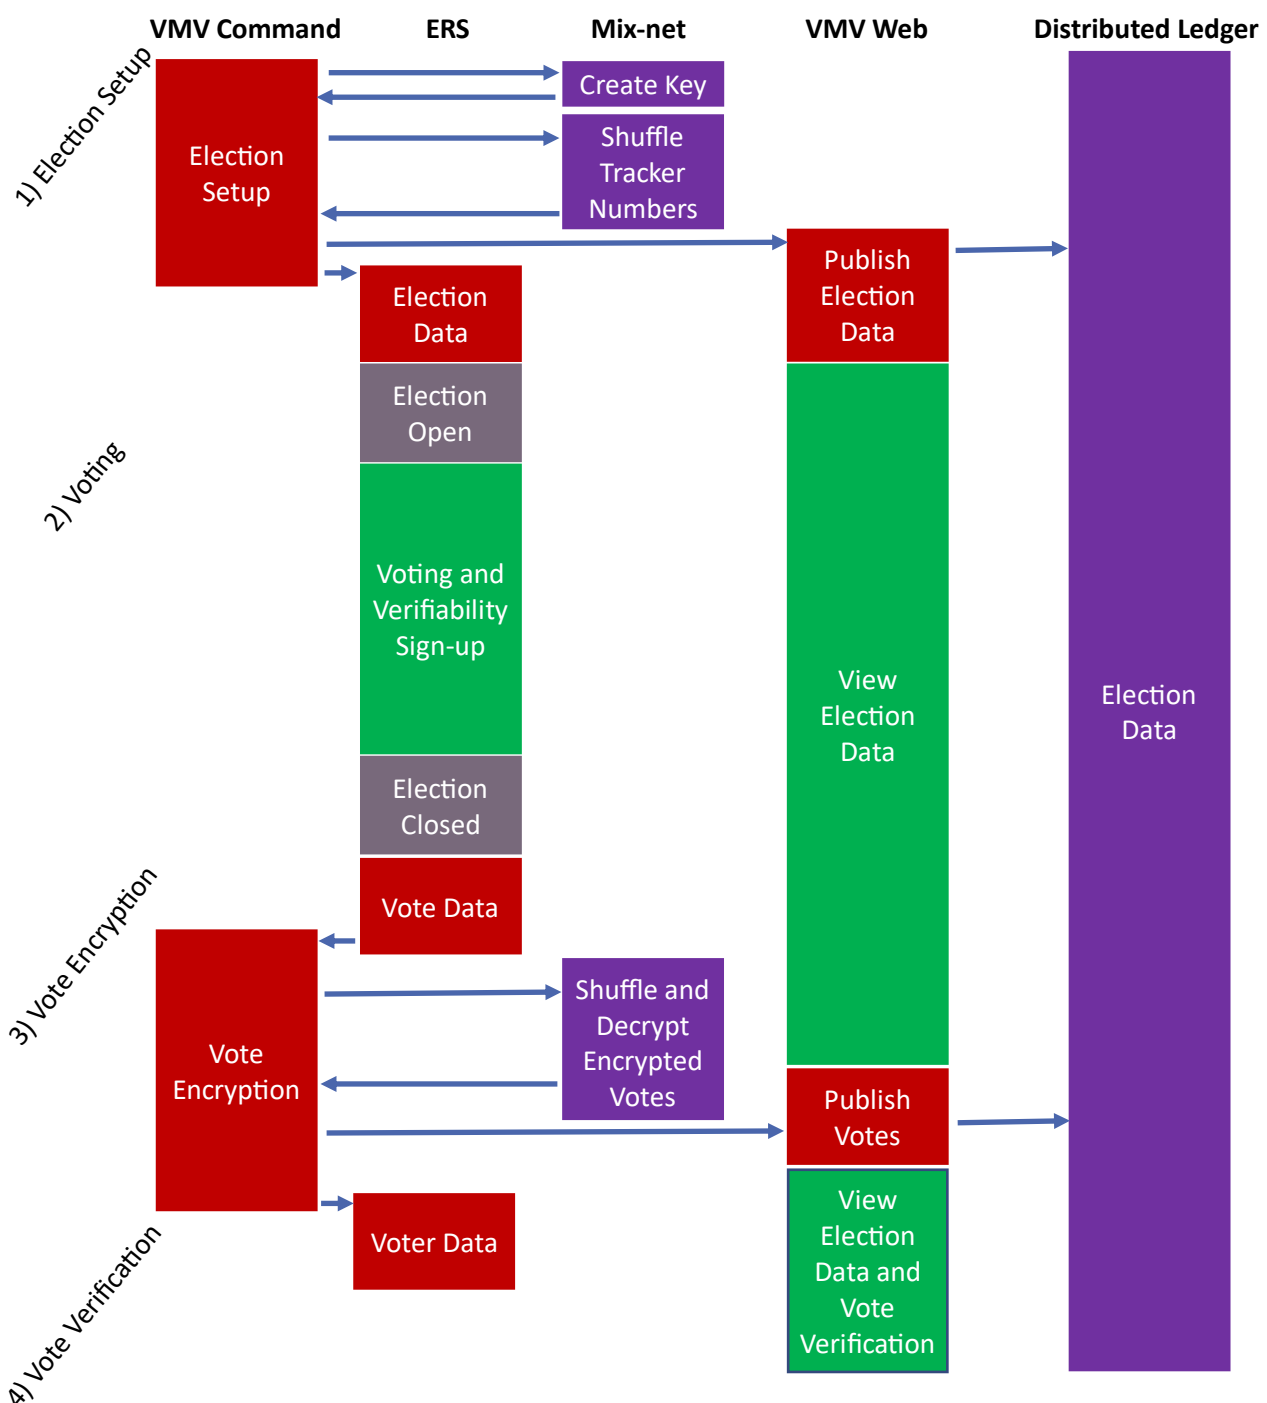 VMV Command
ERS
Mix-net
VMV Web
Distributed Ledger
1) Election Setup
Election
Setup
Create Key
Shuffle
Tracker
Numbers
Publish
Election
Data
Election
Data
Election
Open
2) Voting
Voting and
Verifiability
Sign-up
View
Election
Data
Election
Data
Election
Closed
Vote Data
3) Vote Encryption
Vote
Encryption
Shuffle and
Decrypt
Encrypted
Votes
Publish
Votes
Voter Data
View
Election
Data and
Vote
Verification
4) Vote Verification